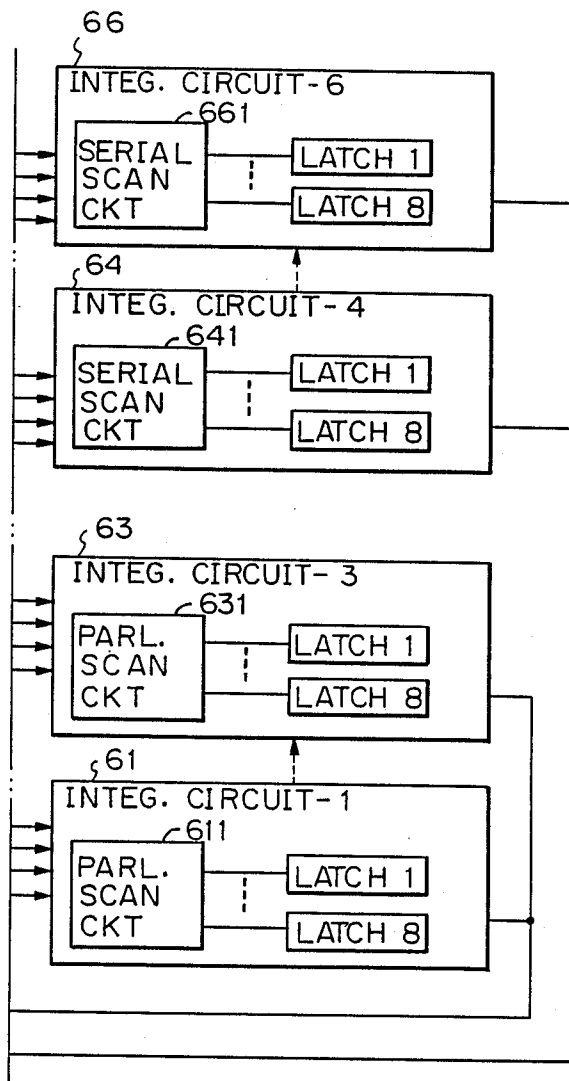 66
INTEG. CIRCUIT-6
661
SERIAL
SCAN
CKT
LATCH 1
LATCH 8
64
INTEG. CIRCUIT-4
641
SERIAL
SCAN
CKT
LATCH 1
LATCH 8
63
INTEG. CIRCUIT-3
631
PARL.
SCAN
CKT
LATCH 1
LATCH 8
61
INTEG. CIRCUIT-1
611
PARL.
SCAN
CKT
LATCH 1
LATCH 8